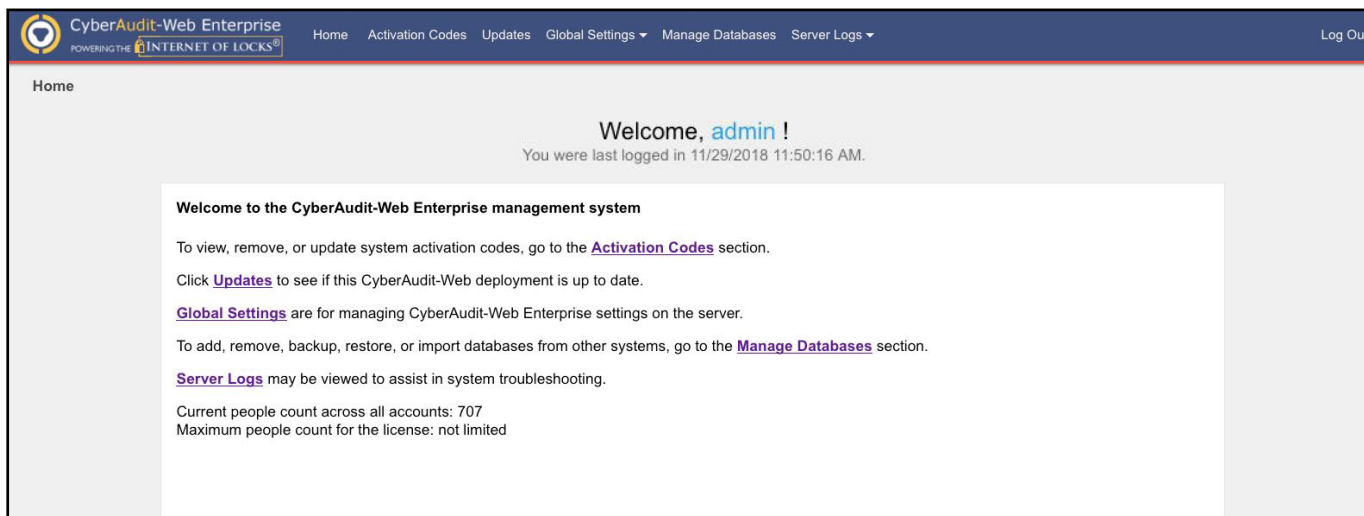 CyberAudit-Web Enterprise
POWERING THE INTERNET OF LOCKS®
Home Activation Codes Updates Global Settings Manage Databases Server Logs Log Ou
Home
Welcome, admin !
You were last logged in 11/29/2018 11:50:16 AM.
Welcome to the CyberAudit-Web Enterprise management system
To view, remove, or update system activation codes, go to the Activation Codes section.
Click Updates to see if this CyberAudit-Web deployment is up to date.
Global Settings are for managing CyberAudit-Web Enterprise settings on the server.
To add, remove, backup, restore, or import databases from other systems, go to the Manage Databases section.
Server Logs may be viewed to assist in system troubleshooting.
Current people count across all accounts: 707
Maximum people count for the license: not limited